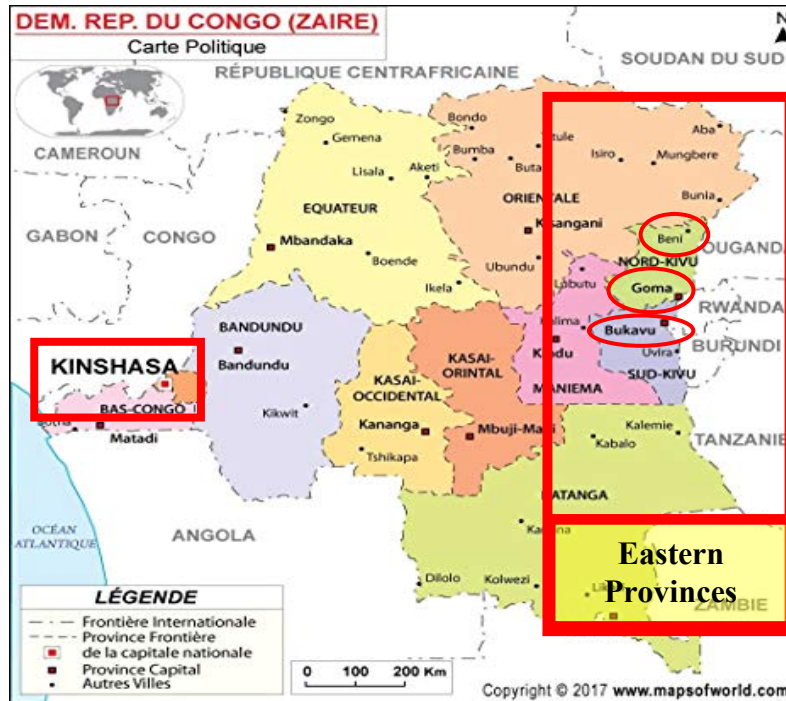 DEM. REP. DU CONGO (ZAIRE)
Carte Politique
N
SOUDAN DU SUD
RÉPUBLIQUE CENTRAFRICAINE
CAMEROUN
Zongo
Gemena
Bondo
Aba
Bumba
Buta
Isiro
Mungbere
Lisala
Aketi
Bunia
EQUATEUR
ORIENTALE
GABON
CONGO
Mbandaka
Kisangani
Beni
OUGANDA
NORD-KIVU
Boende
Ubundu
Lubutu
Ikela
Goma
RWANDA
BANDUNDU
Bukavu
BURUNDI
KINSHASA
Bandundu
KASAI-
ORINTAL
Kindu
Uvira
SUD-KIVU
KASAI-
OCCIDENTAL
MANIEMA
BAS-CONGO
Kikwit
Kananga
Mbuji-Mayi
Kalemie
TANZANIE
Matadi
Tshikapa
Kabalo
KATANGA
OCÉAN
ATLANTIQUE
ANGOLA
Eastern
Provinces
Dilolo
Kolwezi
ZAMBIE
LÉGENDE
Frontière Internationale
Province Frontière
de la capitale nationale
Province Capital
Autres Villes
0 100 200 Km
Copyright © 2017 www.mapsofworld.com